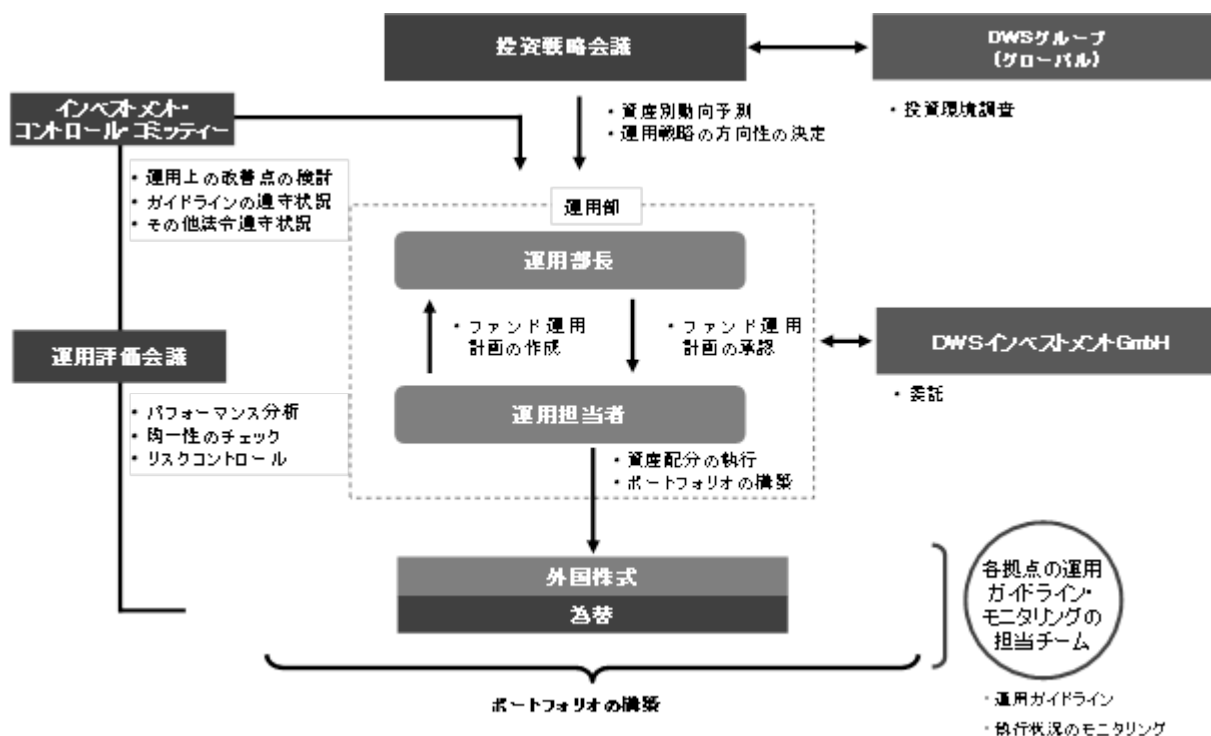 投資戦略会議
DWSグループ
(グローバル)
・投資環境調査
・資産別動向予測
・運用戦略の方向性の決定
インベストメント・
コントロール・コミッティー
・運用上の改善点の検討
・ガイドラインの遵守状況
・その他法令遵守状況
運用部
運用部長
・ファンド運用
計画の作成
・ファンド運用
計画の承認
運用評価会議
・パフォーマンス分析
・均一性のチェック
・リスクコントロール
DWSインベストメントGmbH
・委託
運用担当者
・資産配分の執行
・ポートフォリオの構築
外国株式
為替
ポートフォリオの構築
各拠点の運用
ガイドライン・
モニタリングの
担当チーム
・運用ガイドライン
・執行状況のモニタリング